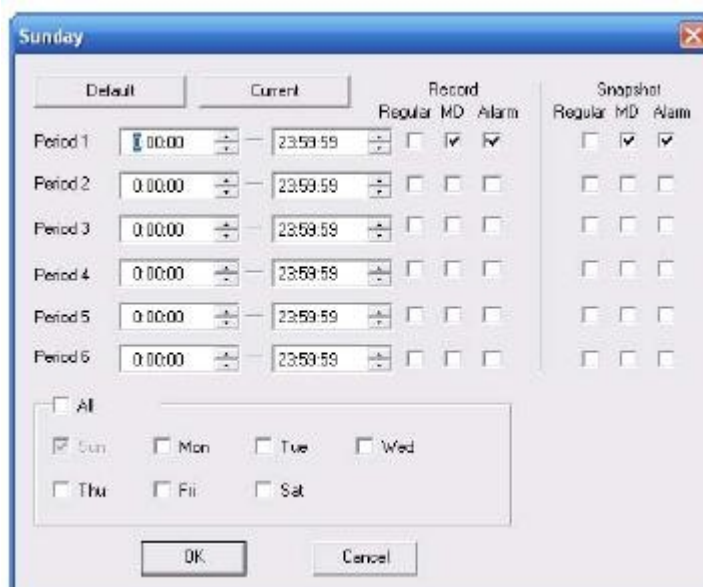 Sunday
Default Current Record Snapshot
Regular MD Alarm Regular MD Alarm
Period 1 0:00:00 — 23:59:59
Period 2 0:00:00 — 23:59:59
Period 3 0:00:00 — 23:59:59
Period 4 0:00:00 — 23:59:59
Period 5 0:00:00 — 23:59:59
Period 6 0:00:00 — 23:59:59
All
Sun Mon Tue Wed
Thu Fri Sat
OK Cancel